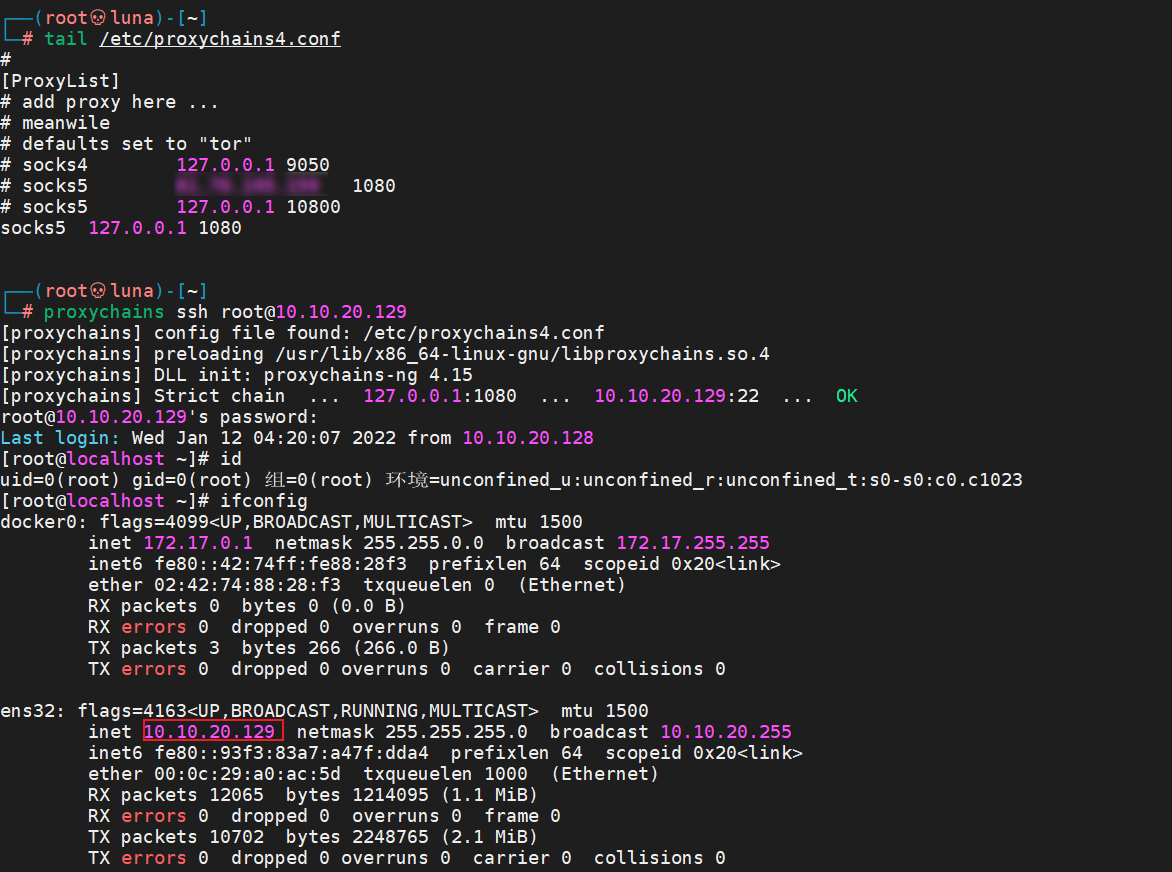 ┌──(root💀luna)-[~]
└─# tail /etc/proxychains4.conf
#
[ProxyList]
# add proxy here ...
# meanwile
# defaults set to "tor"
# socks4        127.0.0.1 9050
# socks5        1080
# socks5        127.0.0.1 10800
socks5  127.0.0.1 1080
┌──(root💀luna)-[~]
└─# proxychains ssh root@10.10.20.129
[proxychains] config file found: /etc/proxychains4.conf
[proxychains] preloading /usr/lib/x86_64-linux-gnu/libproxychains.so.4
[proxychains] DLL init: proxychains-ng 4.15
[proxychains] Strict chain  ...  127.0.0.1:1080  ...  10.10.20.129:22  ...  OK
root@10.10.20.129's password:
Last login: Wed Jan 12 04:20:07 2022 from 10.10.20.128
[root@localhost ~]# id
uid=0(root) gid=0(root) 组=0(root) 环境=unconfined_u:unconfined_r:unconfined_t:s0-s0:c0.c1023
[root@localhost ~]# ifconfig
docker0: flags=4099<UP,BROADCAST,MULTICAST>  mtu 1500
        inet 172.17.0.1  netmask 255.255.0.0  broadcast 172.17.255.255
        inet6 fe80::42:74ff:fe88:28f3  prefixlen 64  scopeid 0x20<link>
        ether 02:42:74:88:28:f3  txqueuelen 0  (Ethernet)
        RX packets 0  bytes 0 (0.0 B)
        RX errors 0  dropped 0  overruns 0  frame 0
        TX packets 3  bytes 266 (266.0 B)
        TX errors 0  dropped 0 overruns 0  carrier 0  collisions 0
ens32: flags=4163<UP,BROADCAST,RUNNING,MULTICAST>  mtu 1500
        inet 10.10.20.129  netmask 255.255.255.0  broadcast 10.10.20.255
        inet6 fe80::93f3:83a7:a47f:dda4  prefixlen 64  scopeid 0x20<link>
        ether 00:0c:29:a0:ac:5d  txqueuelen 1000  (Ethernet)
        RX packets 12065  bytes 1214095 (1.1 MiB)
        RX errors 0  dropped 0  overruns 0  frame 0
        TX packets 10702  bytes 2248765 (2.1 MiB)
        TX errors 0  dropped 0 overruns 0  carrier 0  collisions 0